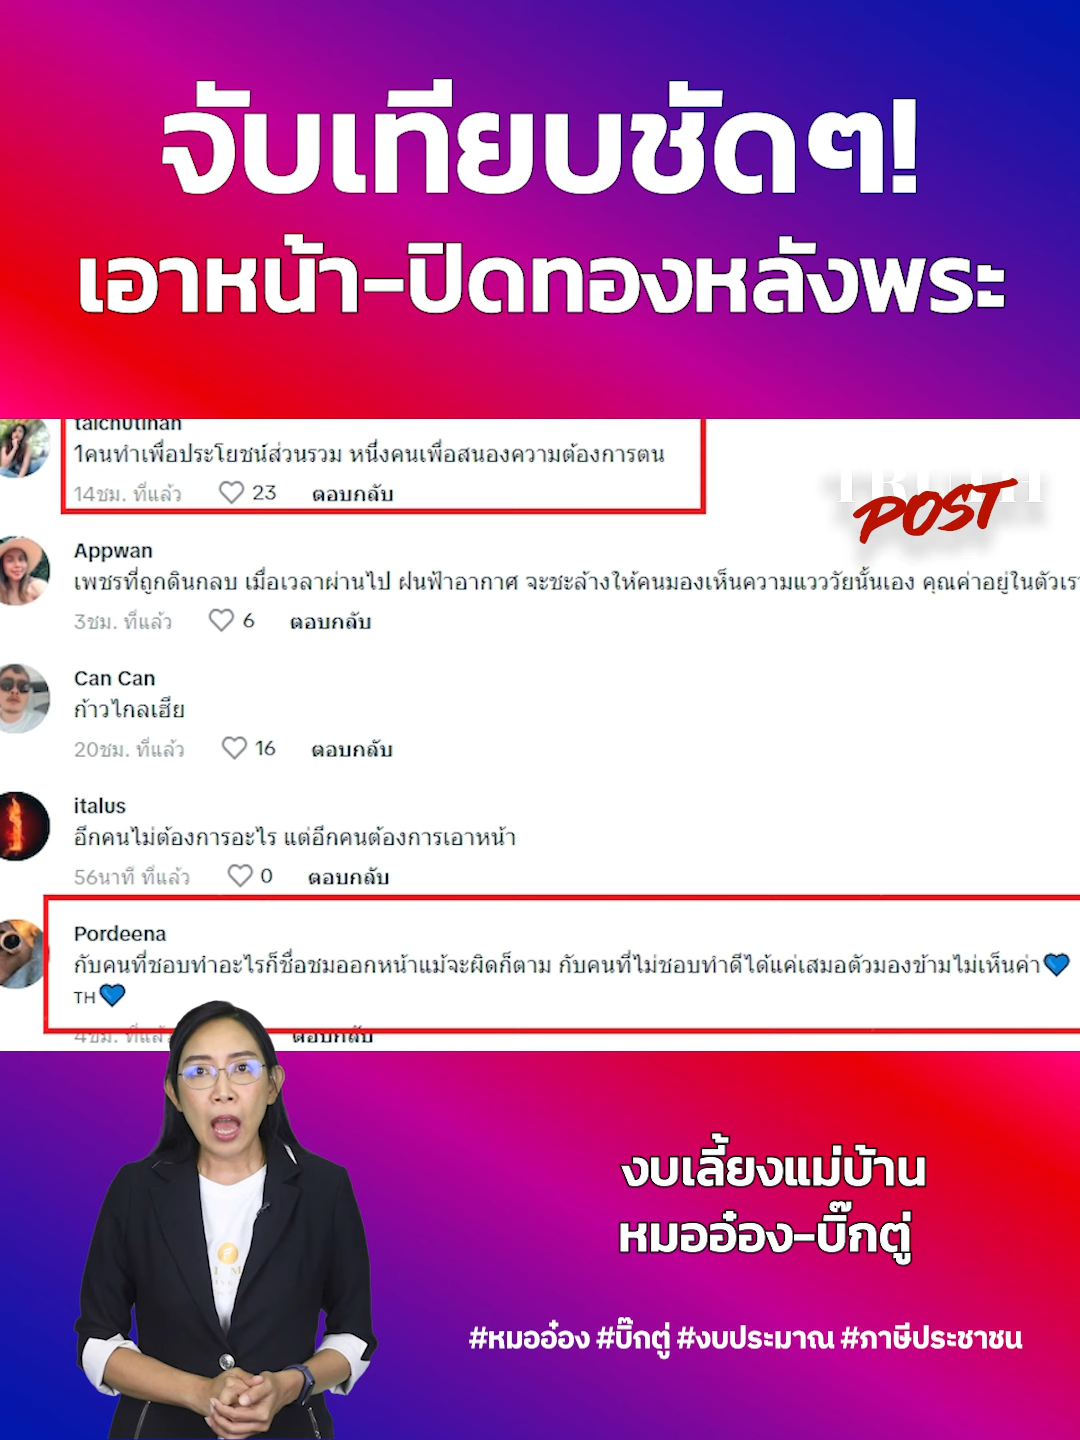 จับเทียบชัดๆ!
เอาหน้า-ปิดทองหลังพระ
taichutinan
1คนทำเพื่อประโยชน์ส่วนรวม หนึ่งคนเพื่อสนองความต้องการตน
14ชม. ที่แล้ว 23 ตอบกลับ
TRUTH
POST
Appwan
เพชรที่ถูกดินกลบ เมื่อเวลาผ่านไป ฝนฟ้าอากาศ จะชะล้างให้คนมองเห็นความแวววัยนั้นเอง คุณค่าอยู่ในตัวเรา
3ชม. ที่แล้ว 6 ตอบกลับ
Can Can
ก้าวไกลเฮีย
20ชม. ที่แล้ว 16 ตอบกลับ
italus
อีกคนไม่ต้องการอะไร แต่อีกคนต้องการเอาหน้า
56นาที ที่แล้ว 0 ตอบกลับ
Pordeena
กับคนที่ชอบทำอะไรก็ชื่อชมออกหน้าแม้จะผิดก็ตาม กับคนที่ไม่ชอบทำดีได้แค่เสมอตัวมองข้ามไม่เห็นค่า💙
TH💙
4ชม. ที่แล้ว ตอบกลับ
งบเลี้ยงแม่บ้าน
หมออ๋อง-บิ๊กตู่
#หมออ๋อง #บิ๊กตู่ #งบประมาณ #ภาษีประชาชน